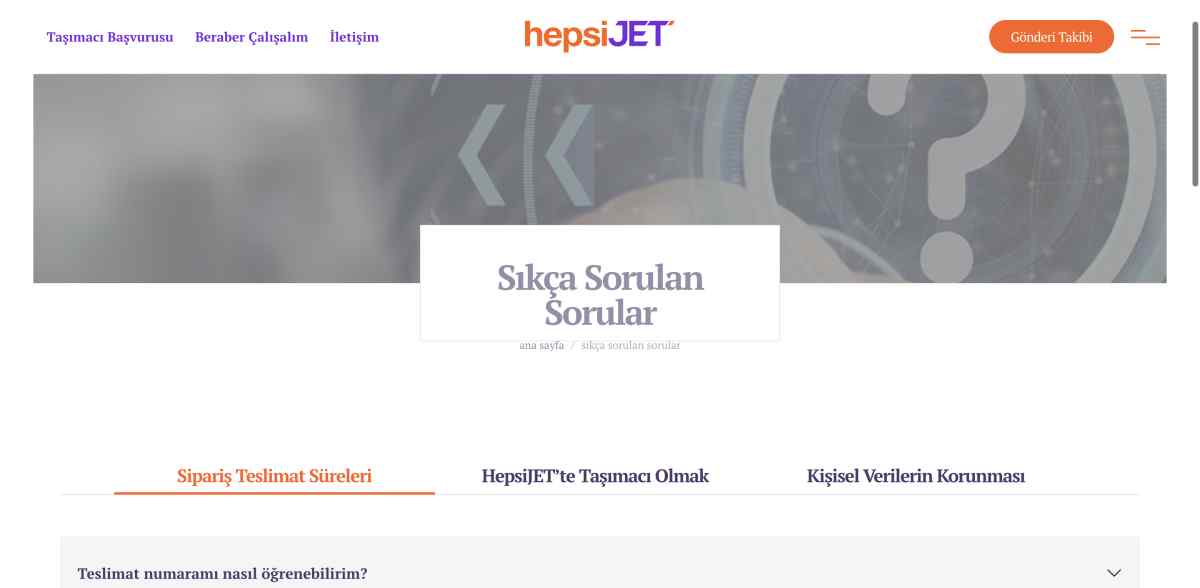 Taşımacı Başvurusu
Beraber Çalışalım
İletişim
hepsiJET
Gönderi Takibi
Sıkça Sorulan
Sorular
ana sayfa / sıkça sorulan sorular
Sipariş Teslimat Süreleri
HepsiJET'te Taşımacı Olmak
Kişisel Verilerin Korunması
Teslimat numaramı nasıl öğrenebilirim?